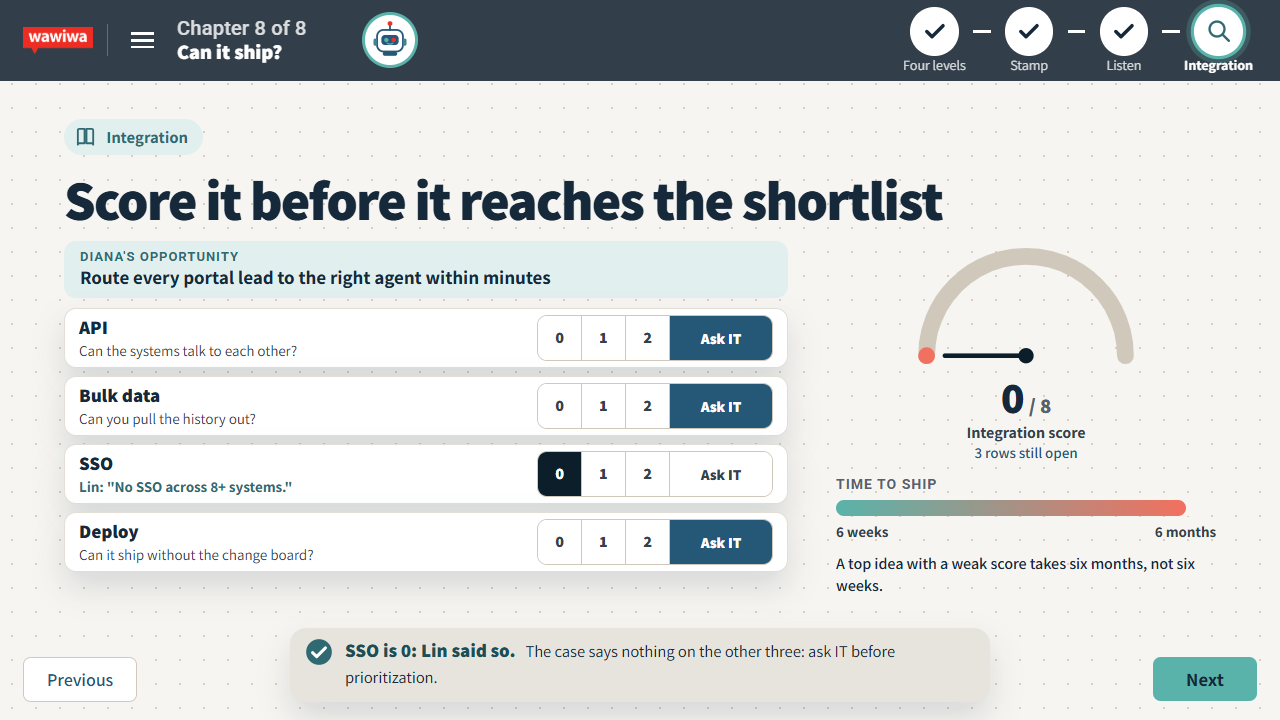 wawiwa
Chapter 8 of 8
Can it ship?
Four levels
Stamp
Listen
Integration
Integration
Score it before it reaches the shortlist
DIANA'S OPPORTUNITY
Route every portal lead to the right agent within minutes
API
Can the systems talk to each other?
0 1 2 Ask IT
Bulk data
Can you pull the history out?
0 1 2 Ask IT
SSO
Lin: "No SSO across 8+ systems."
0 1 2 Ask IT
Deploy
Can it ship without the change board?
0 1 2 Ask IT
0 / 8
Integration score
3 rows still open
TIME TO SHIP
6 weeks
6 months
A top idea with a weak score takes six months, not six
weeks.
SSO is 0: Lin said so. The case says nothing on the other three: ask IT before
prioritization.
Previous
Next